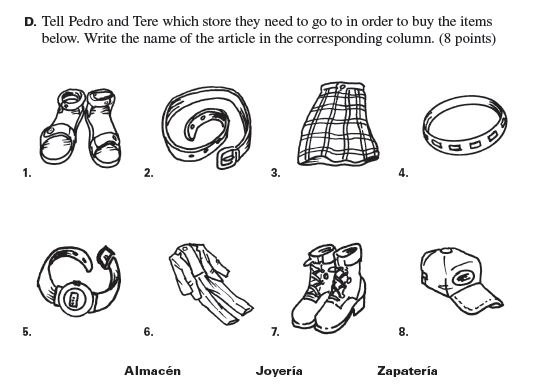 D. Tell Pedro and Tere which store they need to go to in order to buy the items
below. Write the name of the article in the corresponding column. (8 points)
1.
2.
3.
4.
5.
6.
7.
8.
Almacén
Joyería
Zapatería